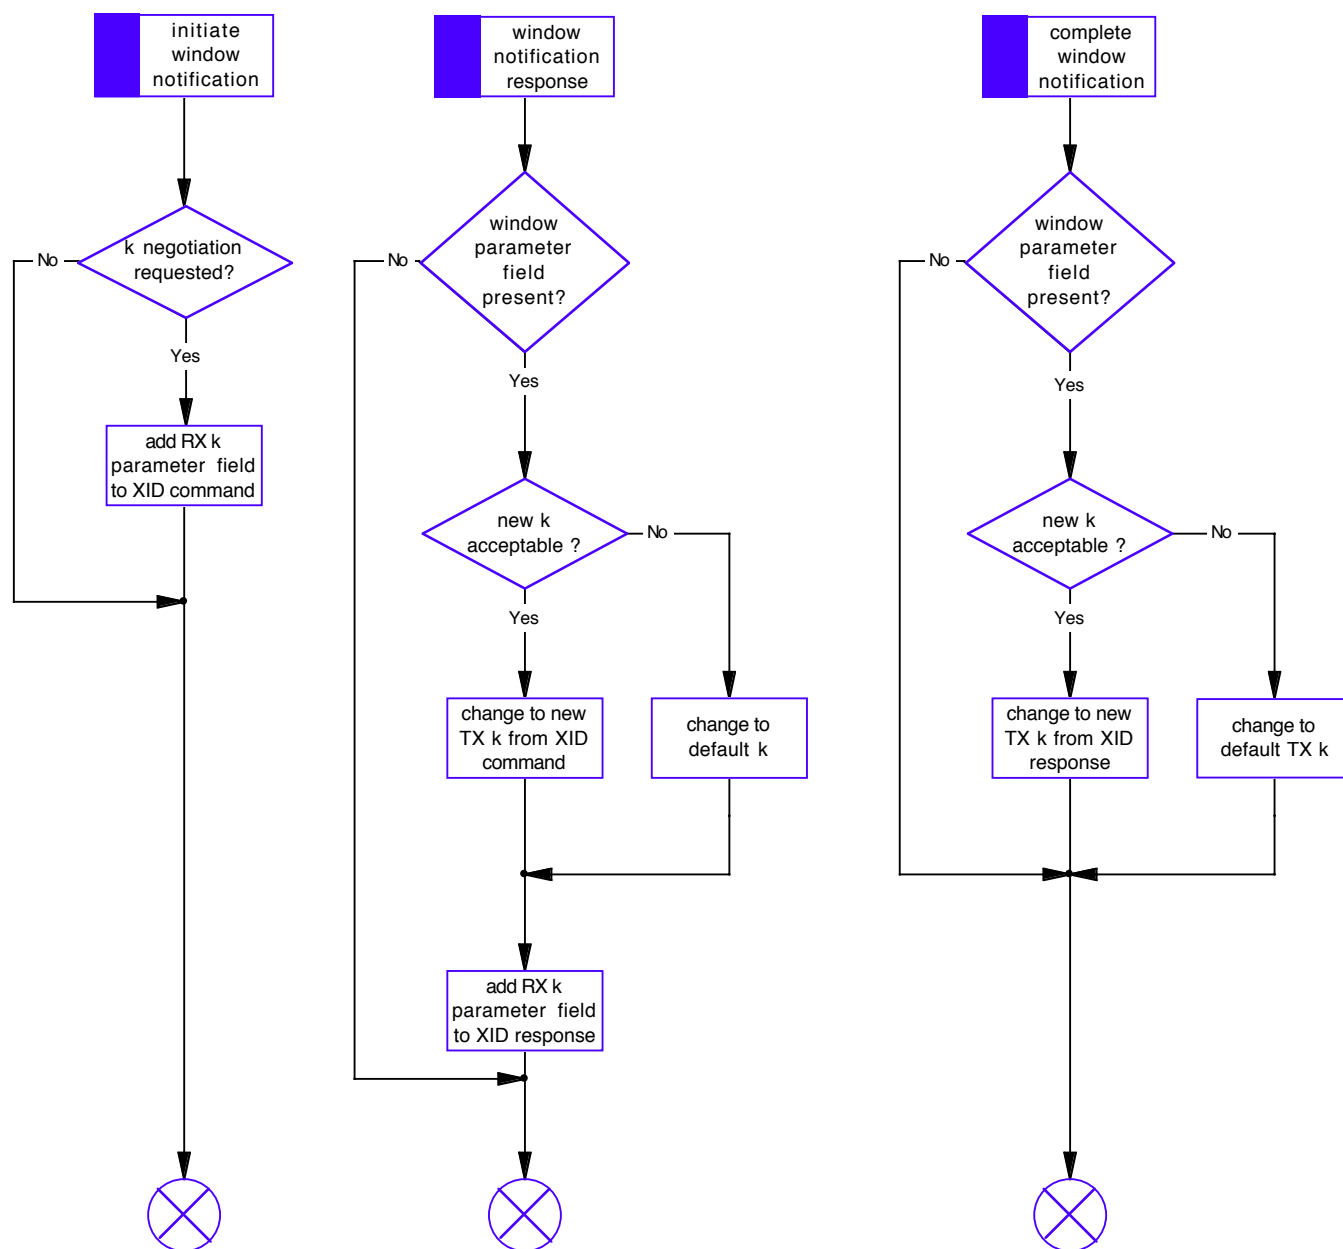 initiate
window
notification
k negotiation
requested?
No
Yes
add RX k
parameter field
to XID command
window
notification
response
window
parameter
field
present?
No
Yes
new k
acceptable ?
No
Yes
change to new
TX k from XID
command
change to
default k
add RX k
parameter field
to XID response
complete
window
notification
window
parameter
field
present?
No
Yes
new k
acceptable ?
No
Yes
change to new
TX k from XID
response
change to
default TX k